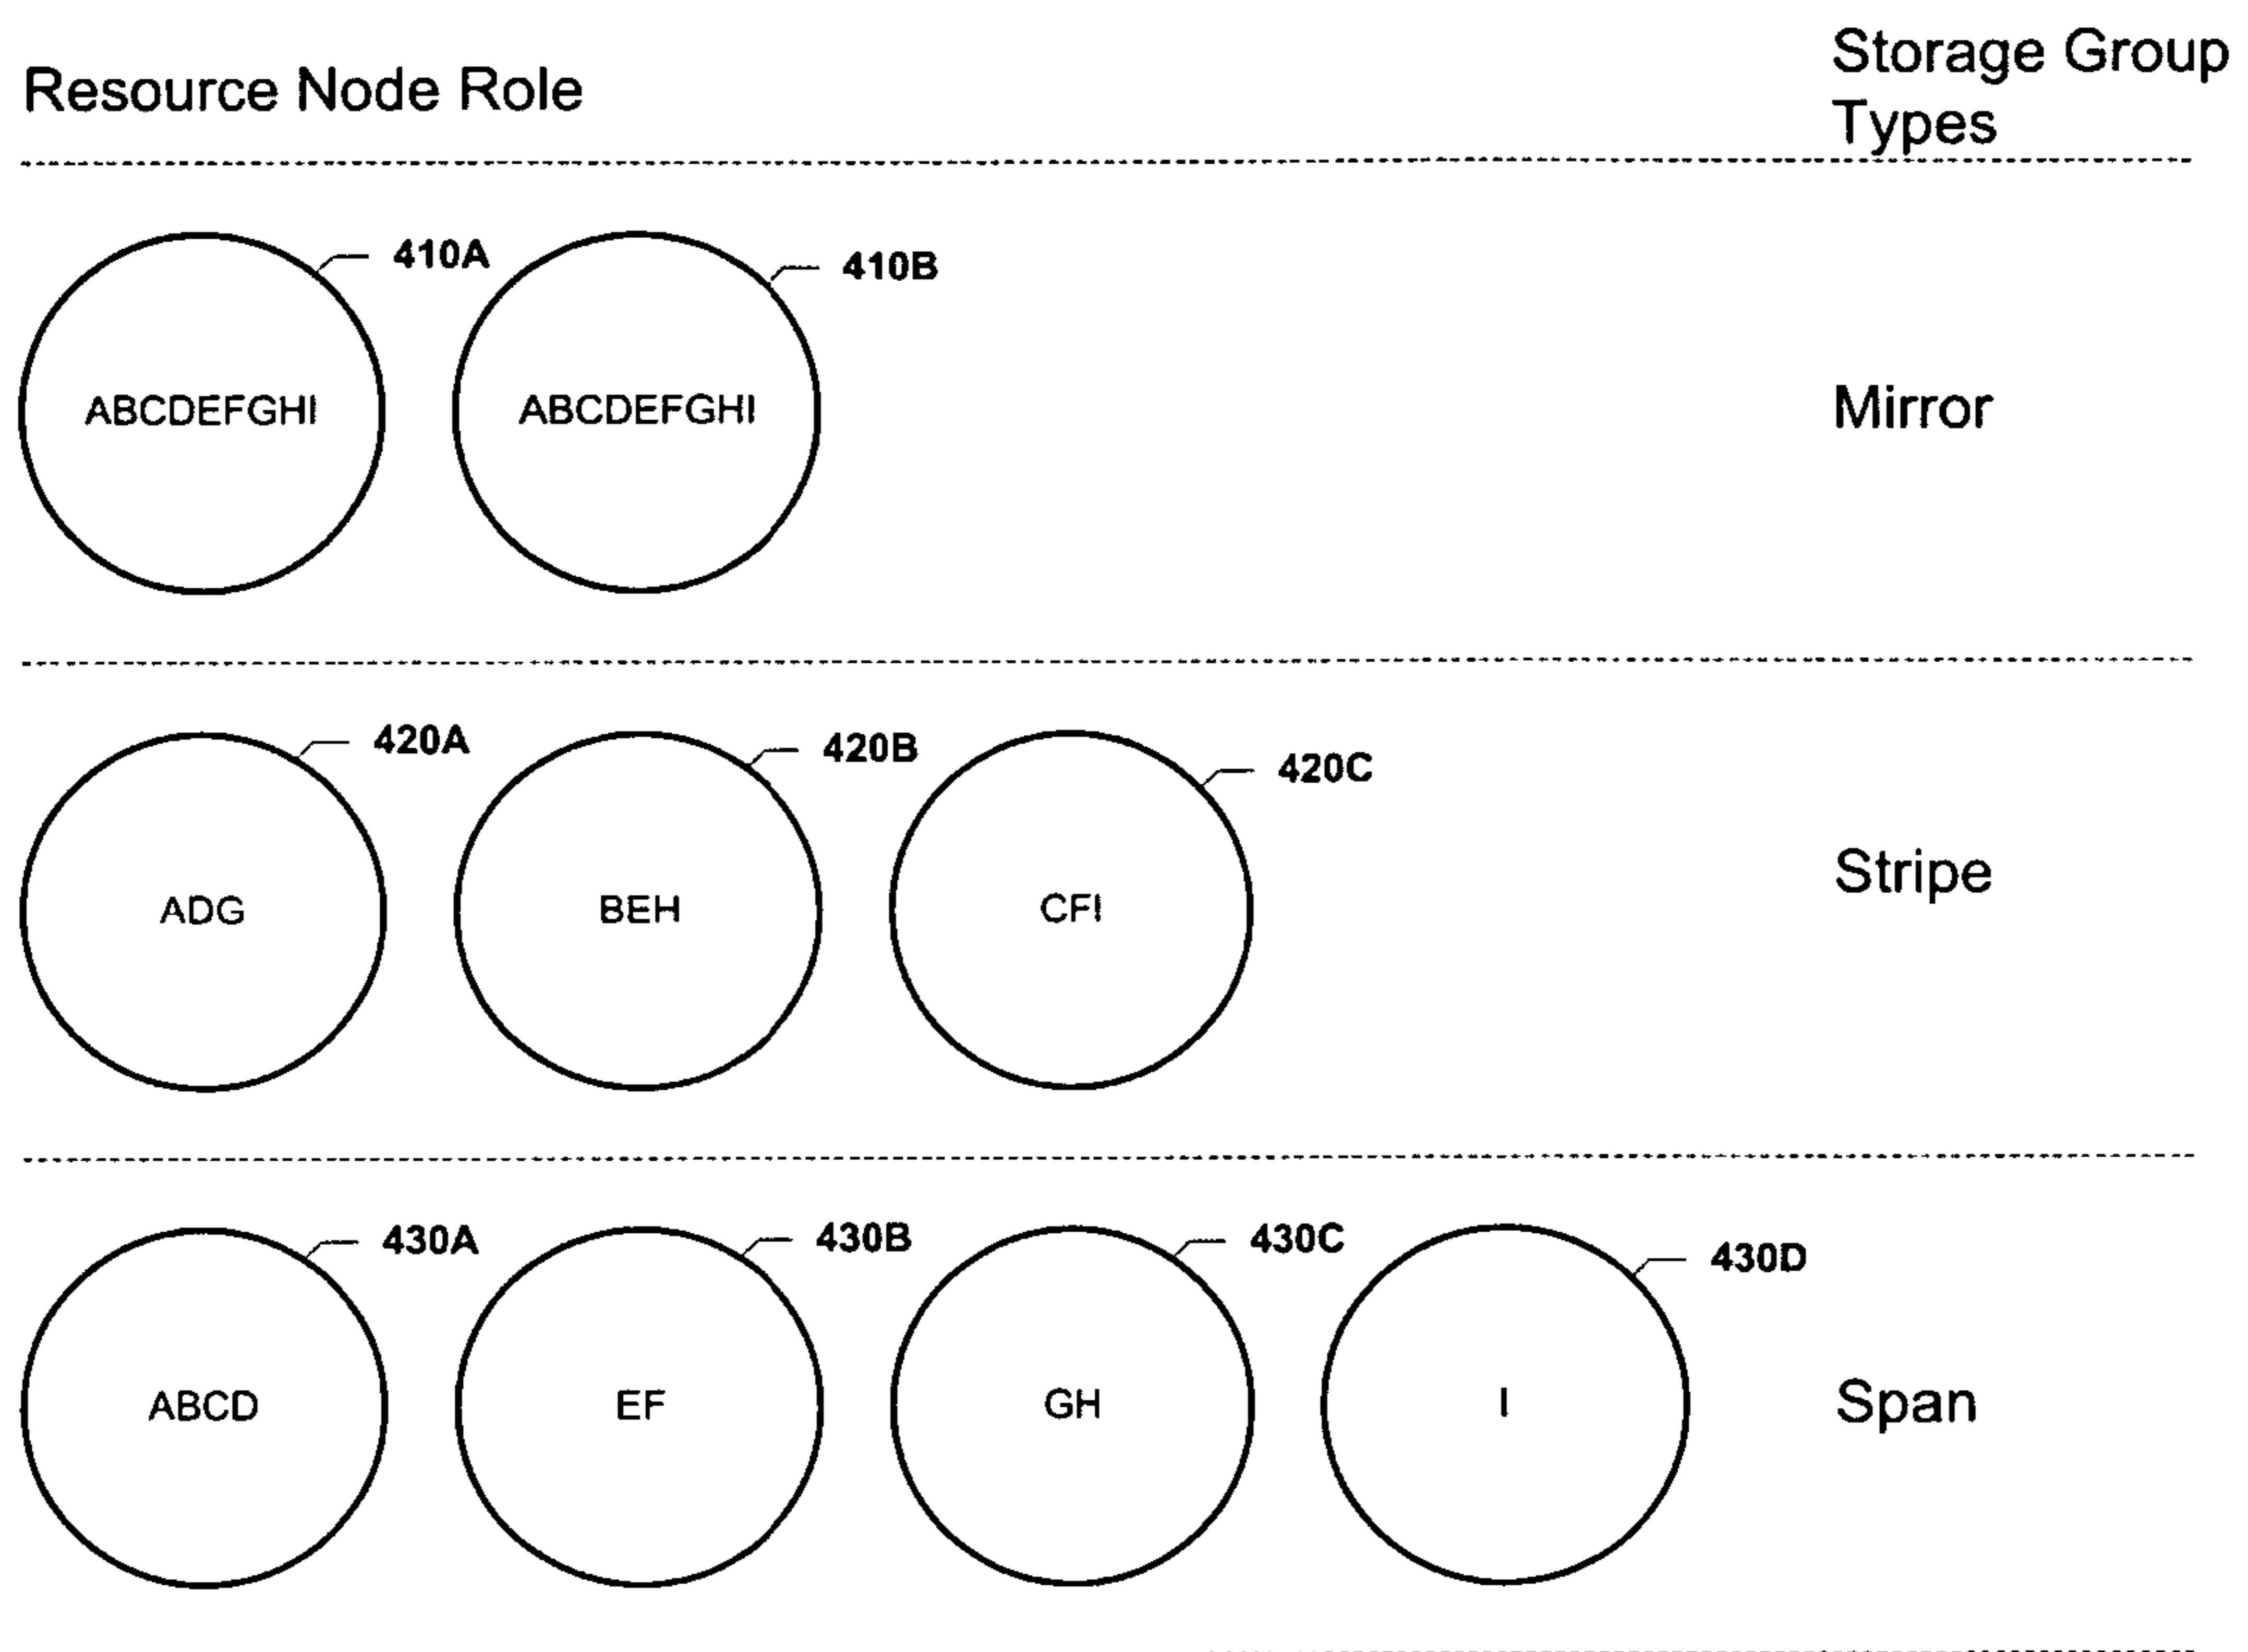 Resource Node Role
Storage Group
Types
410A
410B
ABCDEFGHI
ABCDEFGHI
Mirror
420A
420B
420C
ADG
BEH
CFI
Stripe
430A
430B
430C
430D
ABCD
EF
GH
I
Span